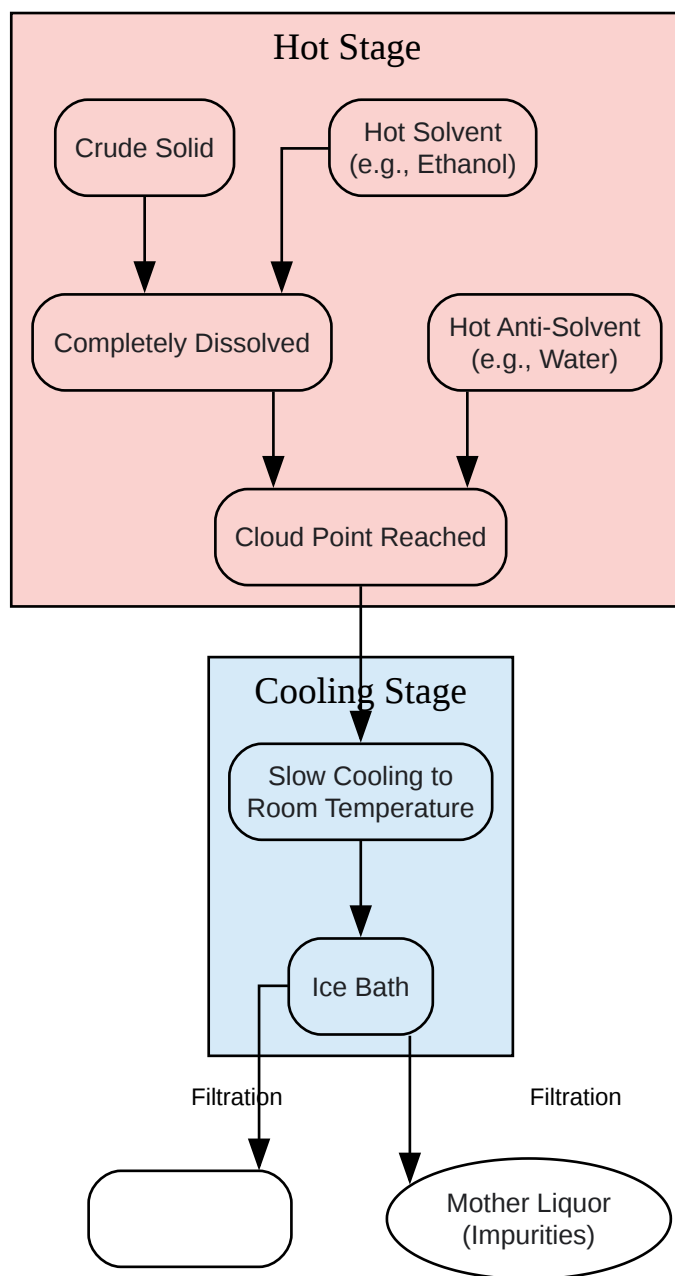 Hot Stage
Crude Solid
Hot Solvent
(e.g., Ethanol)
Completely Dissolved
Hot Anti-Solvent
(e.g., Water)
Cloud Point Reached
Cooling Stage
Slow Cooling to
Room Temperature
Ice Bath
Filtration
Filtration
Mother Liquor
(Impurities)